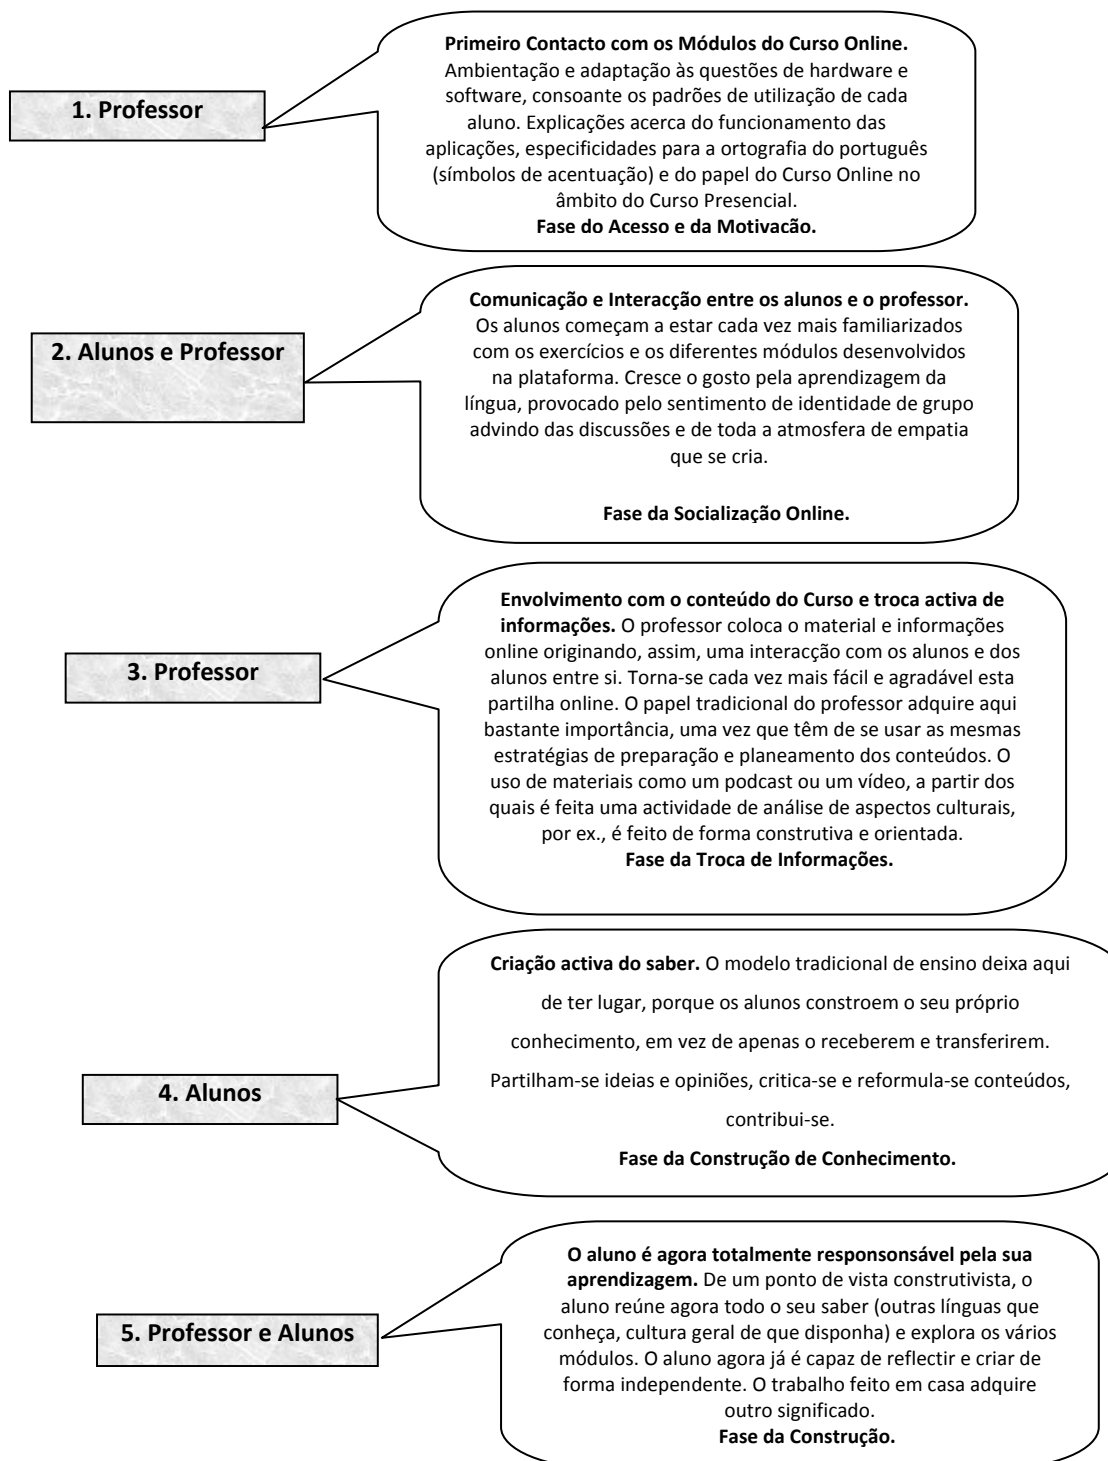 1. Professor
Primeiro Contacto com os Módulos do Curso Online.
Ambientação e adaptação às questões de hardware e
software, consoante os padrões de utilização de cada
aluno. Explicações acerca do funcionamento das
aplicações, especificidades para a ortografia do português
(símbolos de acentuação) e do papel do Curso Online no
âmbito do Curso Presencial.
Fase do Acesso e da Motivacão.
2. Alunos e Professor
Comunicação e Interacção entre os alunos e o professor.
Os alunos começam a estar cada vez mais familiarizados
com os exercícios e os diferentes módulos desenvolvidos
na plataforma. Cresce o gosto pela aprendizagem da
língua, provocado pelo sentimento de identidade de grupo
advindo das discussões e de toda a atmosfera de empatia
que se cria.
Fase da Socialização Online.
3. Professor
Envolvimento com o conteúdo do Curso e troca activa de
informações. O professor coloca o material e informações
online originando, assim, uma interacção com os alunos e dos
alunos entre si. Torna-se cada vez mais fácil e agradável esta
partilha online. O papel tradicional do professor adquire aqui
bastante importância, uma vez que têm de se usar as mesmas
estratégias de preparação e planeamento dos conteúdos. O
uso de materiais como um podcast ou um vídeo, a partir dos
quais é feita uma actividade de análise de aspectos culturais,
por ex., é feito de forma construtiva e orientada.
Fase da Troca de Informações.
4. Alunos
Criação activa do saber. O modelo tradicional de ensino deixa aqui
de ter lugar, porque os alunos constroem o seu próprio
conhecimento, em vez de apenas o receberem e transferirem.
Partilham-se ideias e opiniões, critica-se e reformula-se conteúdos,
contribui-se.
Fase da Construção de Conhecimento.
5. Professor e Alunos
O aluno é agora totalmente responsonsável pela sua
aprendizagem. De um ponto de vista construtivista, o
aluno reúne agora todo o seu saber (outras línguas que
conheça, cultura geral de que disponha) e explora os vários
módulos. O aluno agora já é capaz de reflectir e criar de
forma independente. O trabalho feito em casa adquire
outro significado.
Fase da Construção.